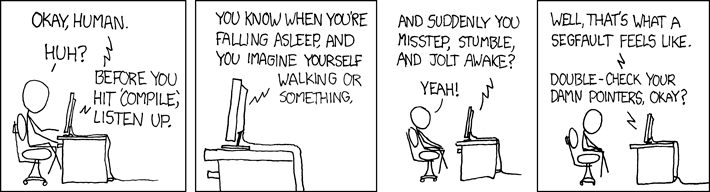 OKAY, HUMAN.
HUH?
BEFORE YOU
HIT 'COMPILE,'
LISTEN UP.
YOU KNOW WHEN YOU'RE
FALLING ASLEEP, AND
YOU IMAGINE YOURSELF
WALKING OR
SOMETHING,
AND SUDDENLY YOU
MISSTEP, STUMBLE,
AND JOLT AWAKE?
YEAH!
WELL, THAT'S WHAT A
SEGFAULT FEELS LIKE.
DOUBLE-CHECK YOUR
DAMN POINTERS, OKAY?